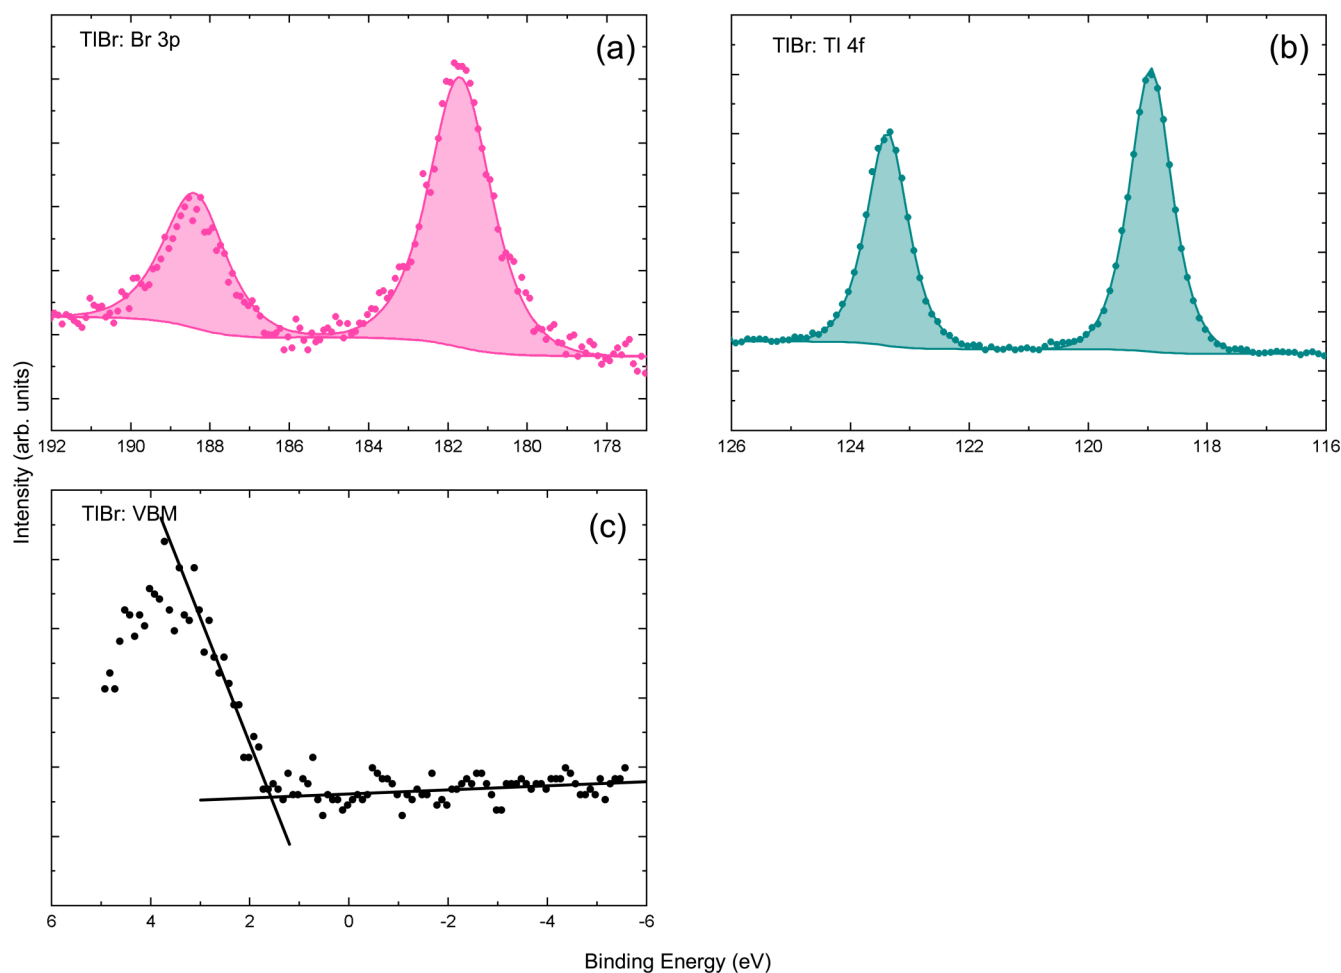 TlBr: Br 3p
(a)
192 190 188 186 184 182 180 178
TlBr: Tl 4f
(b)
126 124 122 120 118 116
TlBr: VBM
(c)
6 4 2 0 -2 -4 -6
Intensity (arb. units)
Binding Energy (eV)